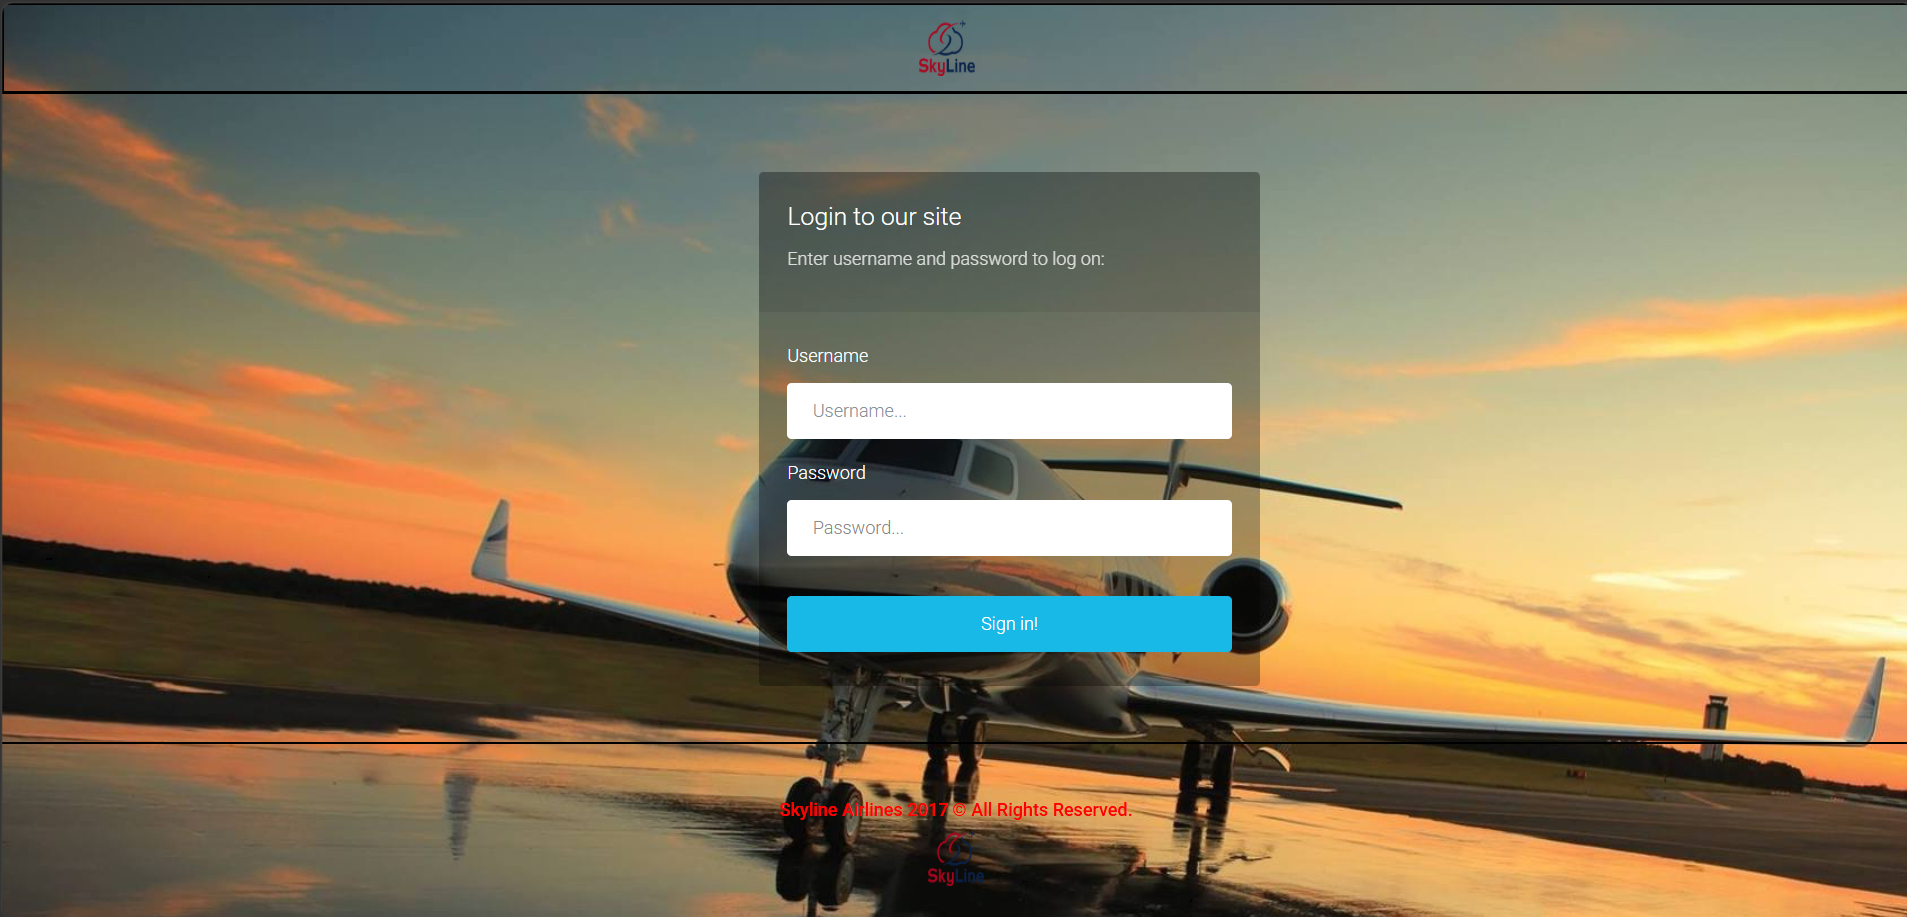 SkyLine
Login to our site
Enter username and password to log on:
Username
Username...
Password
Password...
Sign in!
Skyline Airlines 2017 © All Rights Reserved.
SkyLine